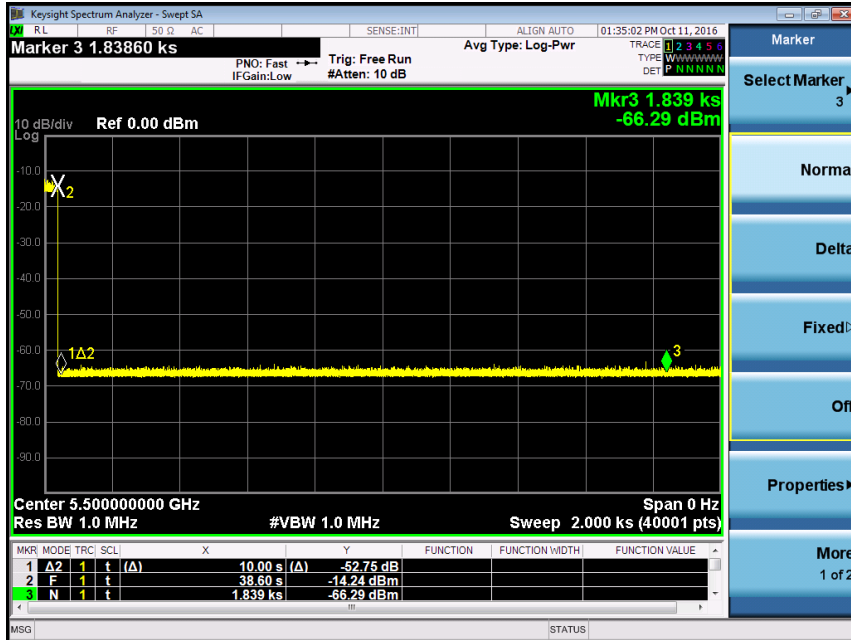 Keysight Spectrum Analyzer - Swept SA
LXI RL RF 50 Ω AC SENSE:INT ALIGN AUTO 01:35:02 PM Oct 11, 2016
Marker 3 1.83860 ks
PNO: Fast
IFGain:Low
Trig: Free Run
#Atten: 10 dB
Avg Type: Log-Pwr
TRACE 1 2 3 4 5 6
TYPE WWWWWW
DET P N N N N N
Mkr3 1.839 ks
-66.29 dBm
10 dB/div Ref 0.00 dBm
Log
-10.0
-20.0
-30.0
-40.0
-50.0
-60.0
-70.0
-80.0
-90.0
X2
1Δ2
3
Center 5.500000000 GHz Span 0 Hz
Res BW 1.0 MHz #VBW 1.0 MHz Sweep 2.000 ks (40001 pts)
MKR MODE TRC SCL X Y FUNCTION FUNCTION WIDTH FUNCTION VALUE
1 Δ2 1 t (Δ) 10.00 s (Δ) -52.75 dB
2 F 1 t 38.60 s -14.24 dBm
3 N 1 t 1.839 ks -66.29 dBm
MSG STATUS
Marker
Select Marker
3
Norma
Delta
Fixed
Off
Properties
More
1 of 2